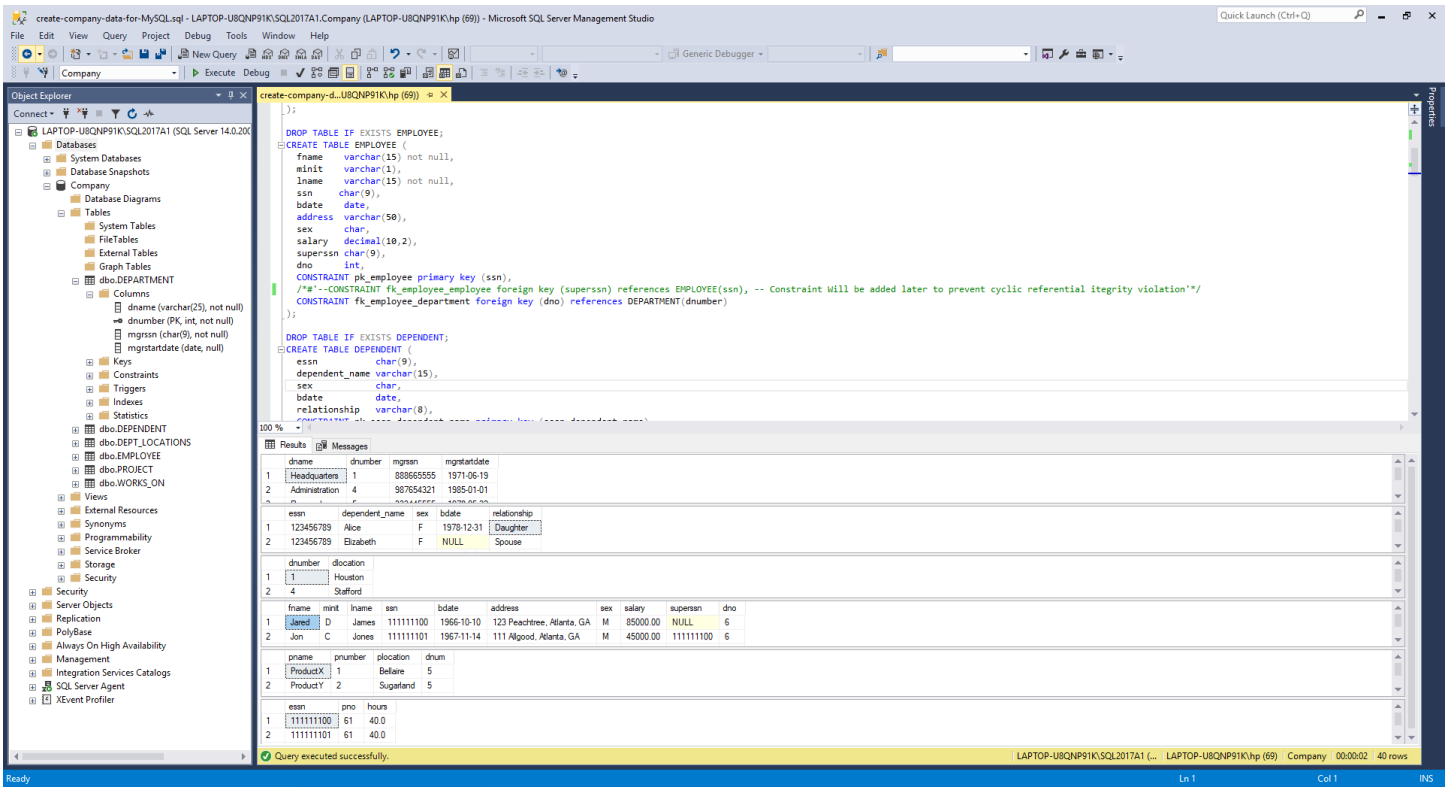 create-company-data-for-MySQL.sql - LAPTOP-U8QNP91K\SQL2017A1.Company (LAPTOP-U8QNP91K\hp (69)) - Microsoft SQL Server Management Studio
Quick Launch (Ctrl+Q)
File Edit View Query Project Debug Tools Window Help
New Query
Generic Debugger
Company
Execute Debug
Object Explorer
Connect
LAPTOP-U8QNP91K\SQL2017A1 (SQL Server 14.0.200
Databases
System Databases
Database Snapshots
Company
Database Diagrams
Tables
System Tables
FileTables
External Tables
Graph Tables
dbo.DEPARTMENT
Columns
dname (varchar(25), not null)
dnumber (PK, int, not null)
mgrssn (char(9), not null)
mgrstartdate (date, null)
Keys
Constraints
Triggers
Indexes
Statistics
dbo.DEPENDENT
dbo.DEPT_LOCATIONS
dbo.EMPLOYEE
dbo.PROJECT
dbo.WORKS_ON
Views
External Resources
Synonyms
Programmability
Service Broker
Storage
Security
Security
Server Objects
Replication
PolyBase
Always On High Availability
Management
Integration Services Catalogs
SQL Server Agent
XEvent Profiler
create-company-d...U8QNP91K\hp (69))
);
DROP TABLE IF EXISTS EMPLOYEE;
CREATE TABLE EMPLOYEE (
fname varchar(15) not null,
minit varchar(1),
lname varchar(15) not null,
ssn char(9),
bdate date,
address varchar(50),
sex char,
salary decimal(10,2),
superssn char(9),
dno int,
CONSTRAINT pk_employee primary key (ssn),
/*#'--CONSTRAINT fk_employee_employee foreign key (superssn) references EMPLOYEE(ssn), -- Constraint Will be added later to prevent cyclic referential itegrity violation'*/
CONSTRAINT fk_employee_department foreign key (dno) references DEPARTMENT(dnumber)
);
DROP TABLE IF EXISTS DEPENDENT;
CREATE TABLE DEPENDENT (
essn char(9),
dependent_name varchar(15),
sex char,
bdate date,
relationship varchar(8),
100 %
Results Messages
dname dnumber mgrssn mgrstartdate
1 Headquarters 1 888665555 1971-06-19
2 Administration 4 987654321 1985-01-01
essn dependent_name sex bdate relationship
1 123456789 Alice F 1978-12-31 Daughter
2 123456789 Elizabeth F NULL Spouse
dnumber dlocation
1 1 Houston
2 4 Stafford
fname minit lname ssn bdate address sex salary superssn dno
1 Jared D James 111111100 1966-10-10 123 Peachtree, Atlanta, GA M 85000.00 NULL 6
2 Jon C Jones 111111101 1967-11-14 111 Allgood, Atlanta, GA M 45000.00 111111100 6
pname pnumber plocation dnum
1 ProductX 1 Bellaire 5
2 ProductY 2 Sugarland 5
essn pno hours
1 111111100 61 40.0
2 111111101 61 40.0
Query executed successfully.
LAPTOP-U8QNP91K\SQL2017A1 (... LAPTOP-U8QNP91K\hp (69) Company 00:00:02 40 rows
Properties
Ready
Ln 1 Col 1 INS